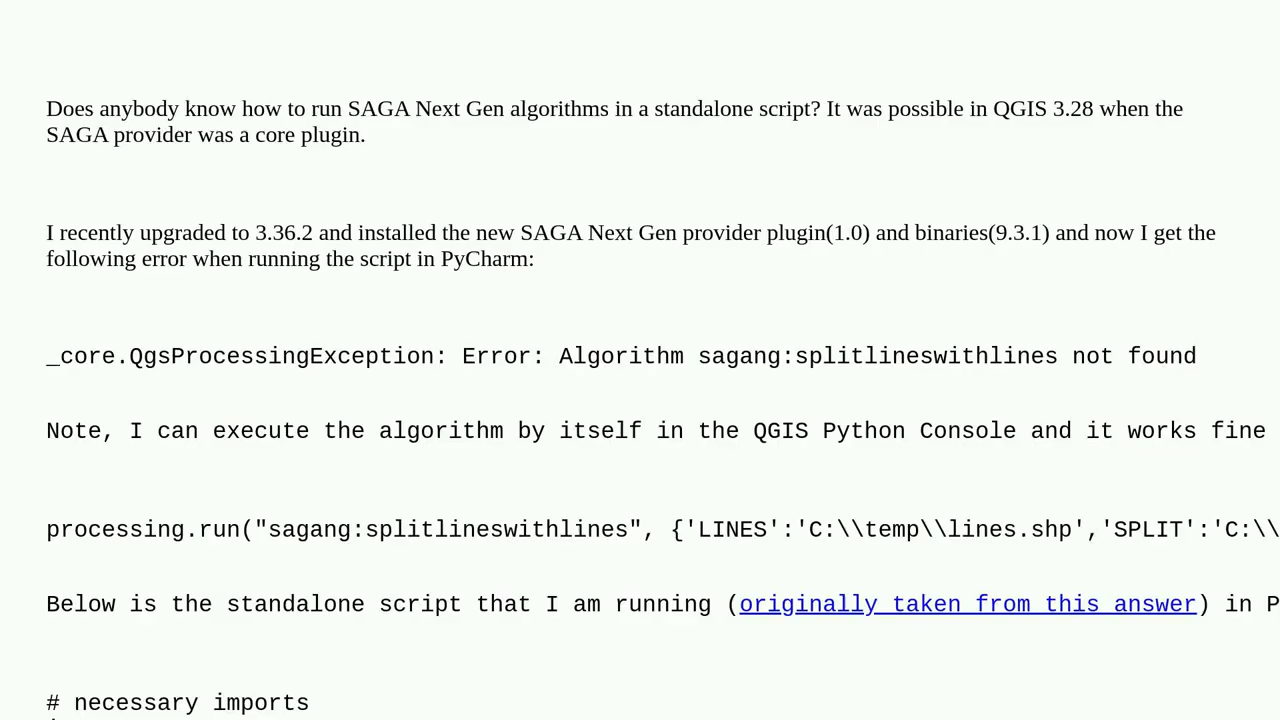 Does anybody know how to run SAGA Next Gen algorithms in a standalone script? It was possible in QGIS 3.28 when the
SAGA provider was a core plugin.
I recently upgraded to 3.36.2 and installed the new SAGA Next Gen provider plugin(1.0) and binaries(9.3.1) and now I get the
following error when running the script in PyCharm:
_core.QgsProcessingException: Error: Algorithm sagang:splitlineswithlines not found
Note, I can execute the algorithm by itself in the QGIS Python Console and it works fine
processing.run("sagang:splitlineswithlines", {'LINES':'C:\\temp\\lines.shp','SPLIT':'C:\\
Below is the standalone script that I am running (originally taken from this answer) in P
# necessary imports